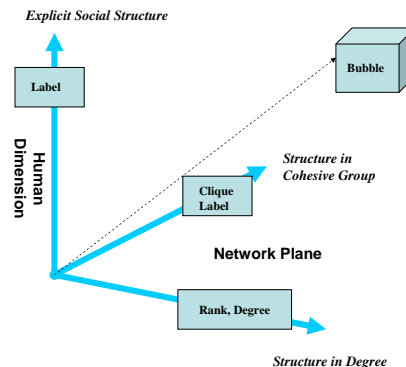 Explicit Social Structure
Bubble
Label
Human
Dimension
Structure in
Cohesive Group
Clique
Label
Network Plane
Rank, Degree
Structure in Degree